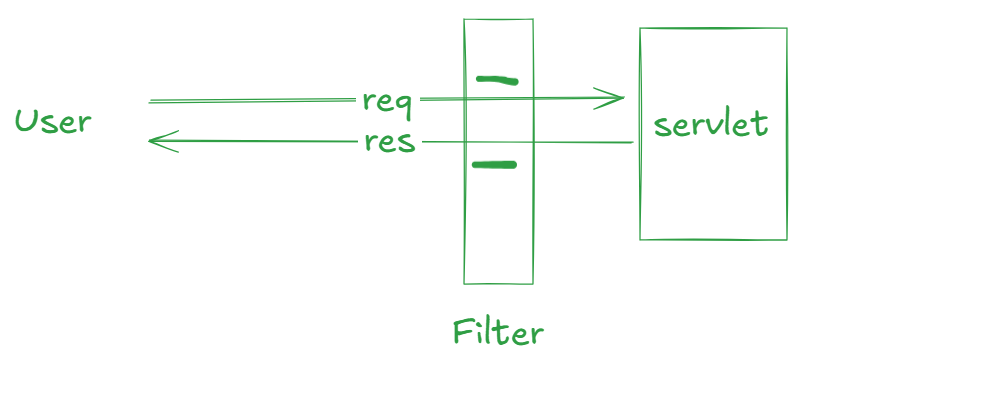 User
req
res
servlet
Filter